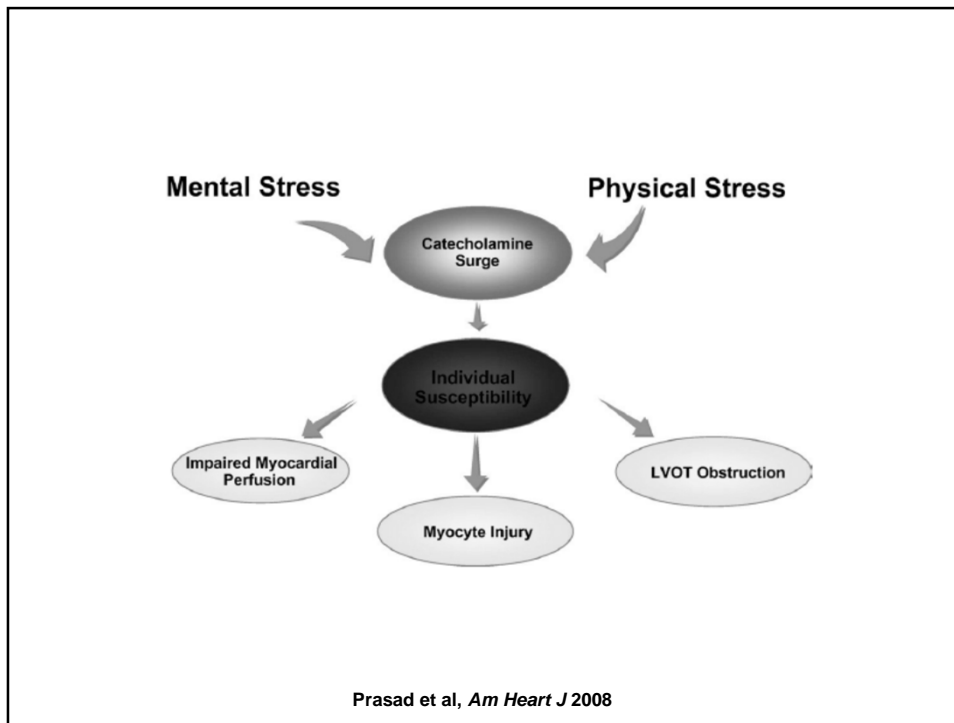 Mental Stress
Physical Stress
Catecholamine
Surge
Individual
Susceptibility
Impaired Myocardial
Perfusion
LVOT Obstruction
Myocyte Injury
Prasad et al, Am Heart J 2008